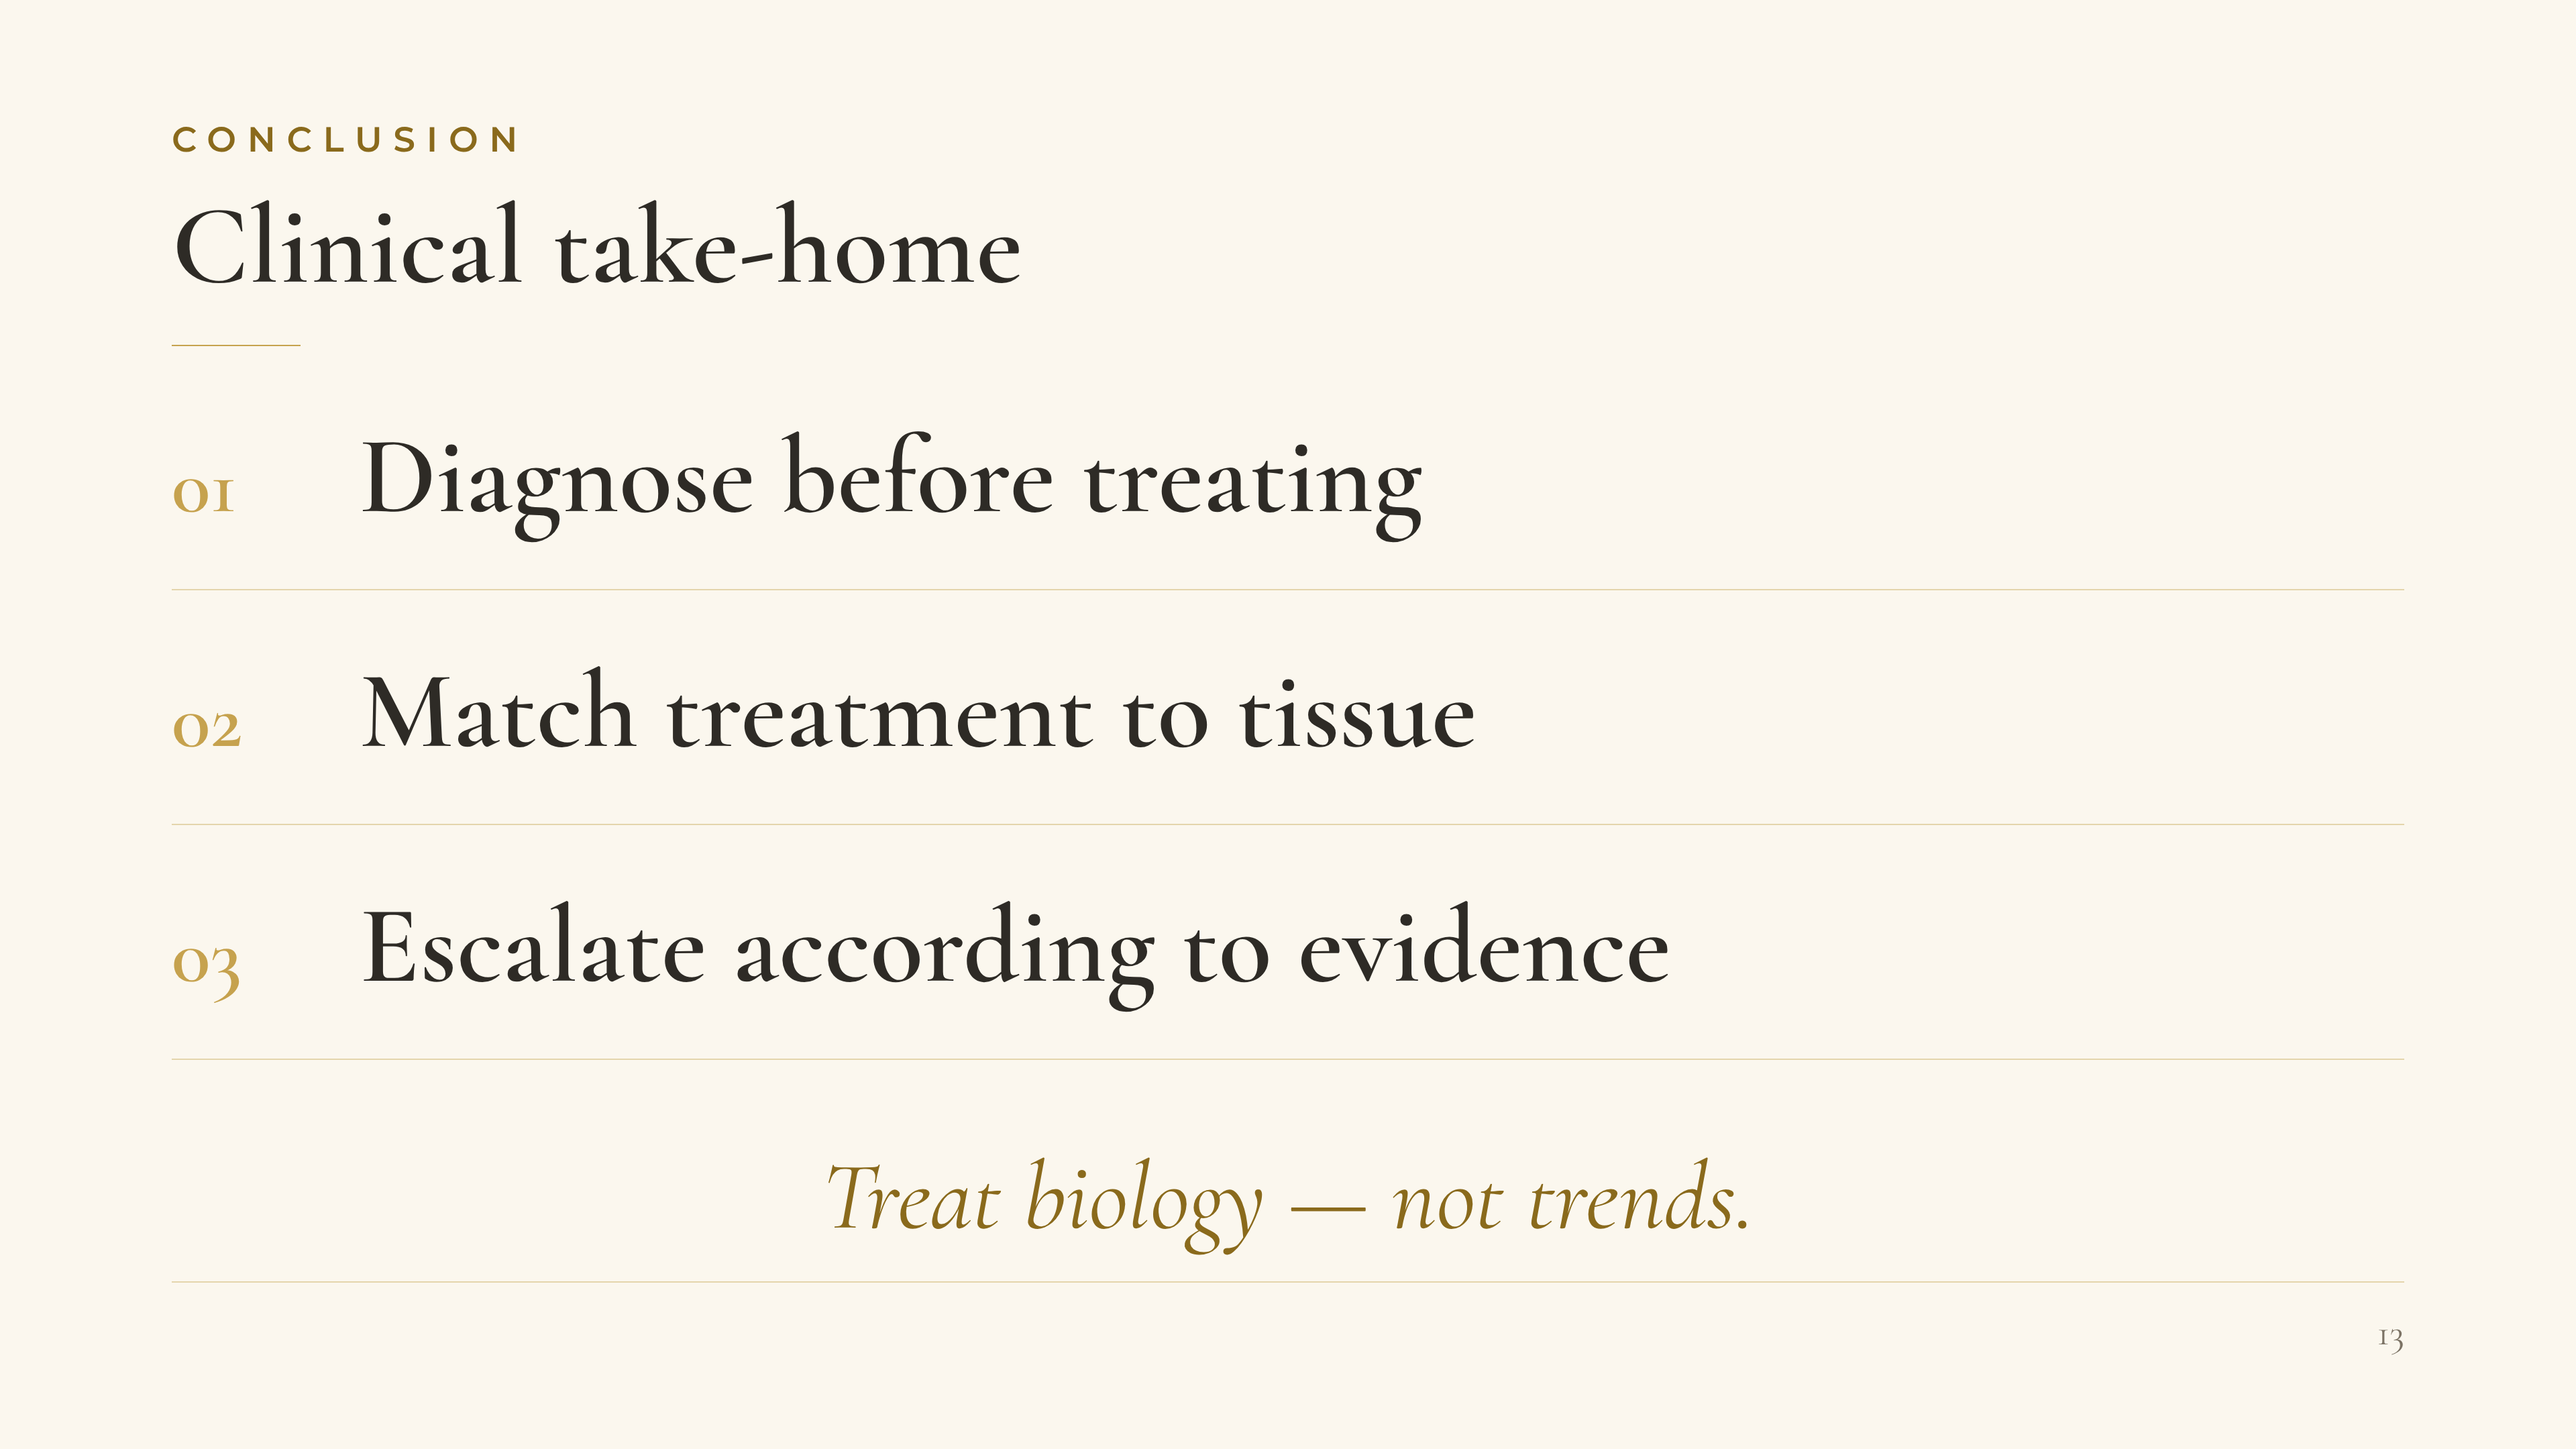 CONCLUSION
Clinical take-home
01 Diagnose before treating
02 Match treatment to tissue
03 Escalate according to evidence
Treat biology — not trends.
13